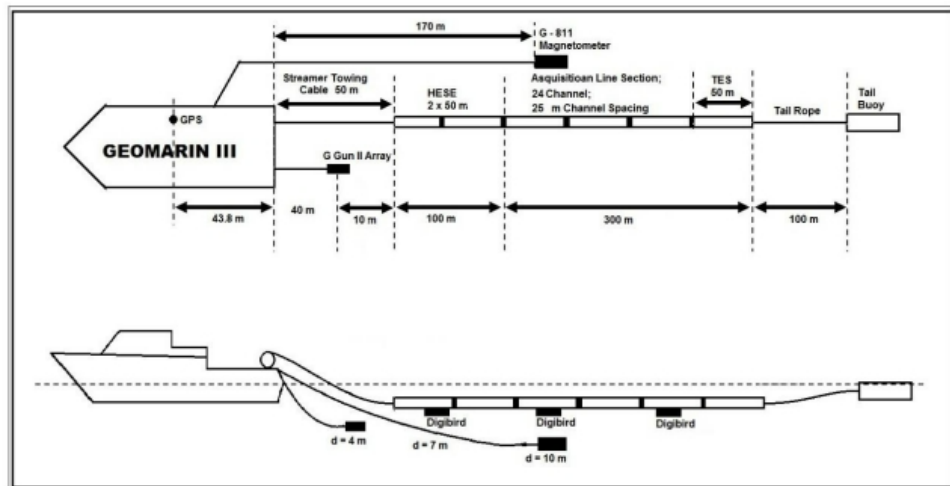 170 m
G - 811
Magnetometer
Streamer Towing
Cable 50 m
HESE
2 x 50 m
Asquisitioan Line Section;
24 Channel;
25 m Channel Spacing
TES
50 m
Tail Rope
Tail
Buoy
GPS
GEOMARIN III
G Gun II Array
43.8 m
40 m
10 m
100 m
300 m
100 m
Digibird
Digibird
Digibird
d = 4 m
d = 7 m
d = 10 m